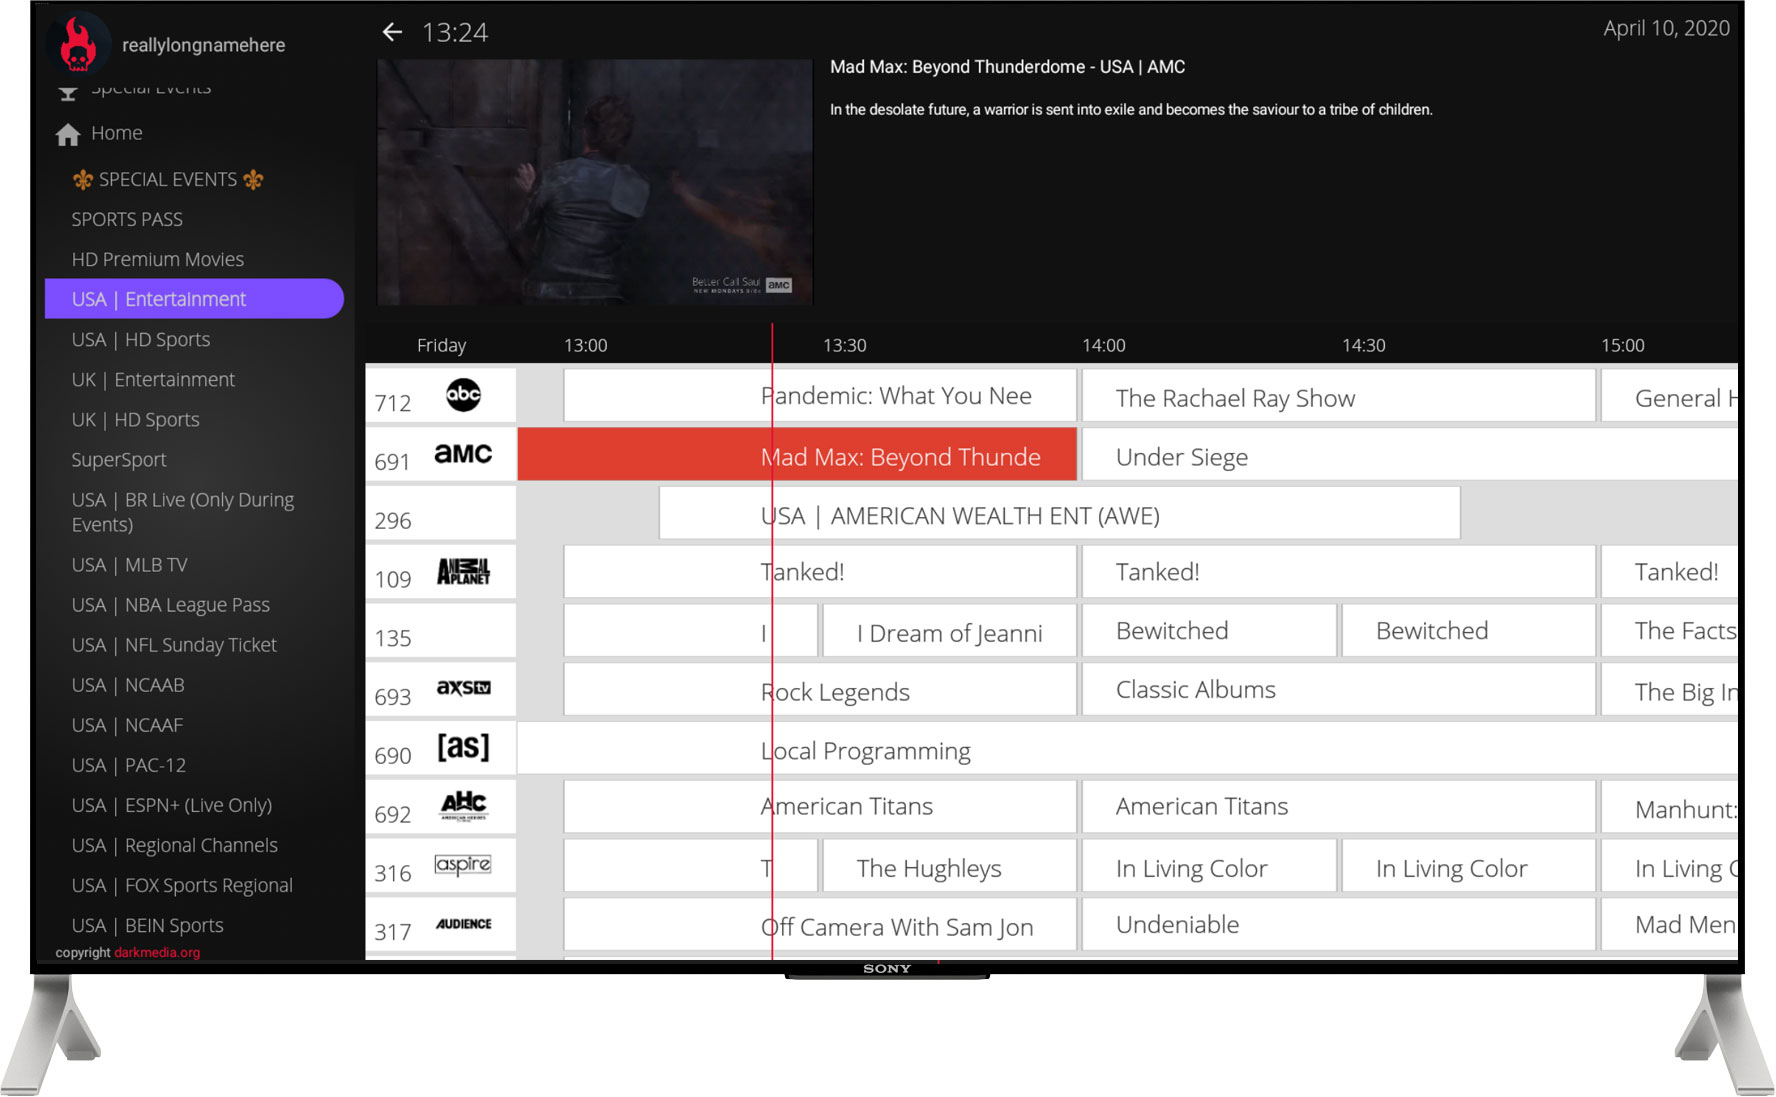 reallylongnamehere
Special Events
Home
SPECIAL EVENTS
SPORTS PASS
HD Premium Movies
USA | Entertainment
USA | HD Sports
UK | Entertainment
UK | HD Sports
SuperSport
USA | BR Live (Only During
Events)
USA | MLB TV
USA | NBA League Pass
USA | NFL Sunday Ticket
USA | NCAAB
USA | NCAAF
USA | PAC-12
USA | ESPN+ (Live Only)
USA | Regional Channels
USA | FOX Sports Regional
USA | BEIN Sports
copyright darkmedia.org
13:24
April 10, 2020
Mad Max: Beyond Thunderdome - USA | AMC
In the desolate future, a warrior is sent into exile and becomes the saviour to a tribe of children.
Better Call Saul
NEW MONDAYS 9/8c
aMC
Friday 13:00 13:30 14:00 14:30 15:00
712 abc Pandemic: What You Nee The Rachael Ray Show General H
691 aMC Mad Max: Beyond Thunde Under Siege
296 USA | AMERICAN WEALTH ENT (AWE)
109 ANIMAL PLANET Tanked! Tanked! Tanked!
135 I I Dream of Jeanni Bewitched Bewitched The Facts
693 axstv Rock Legends Classic Albums The Big In
690 [as] Local Programming
692 AHC AMERICAN HEROES American Titans American Titans Manhunt:
316 aspire T The Hughleys In Living Color In Living Color In Living C
317 AUDIENCE Off Camera With Sam Jon Undeniable Mad Men
SONY